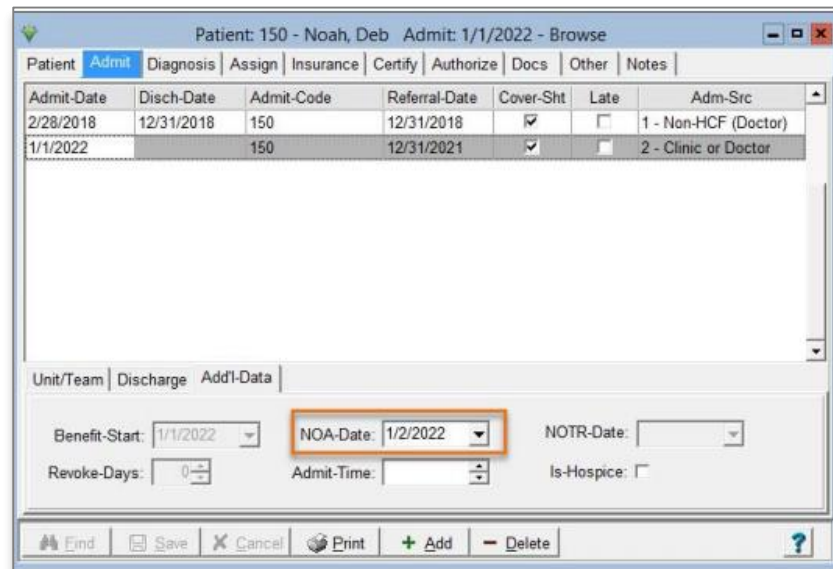 Patient: 150 - Noah, Deb Admit: 1/1/2022 - Browse
Patient Admit Diagnosis Assign Insurance Certify Authorize Docs Other Notes
Admit-Date Disch-Date Admit-Code Referral-Date Cover-Sht Late Adm-Src
2/28/2018 12/31/2018 150 12/31/2018 1 - Non-HCF (Doctor)
1/1/2022 150 12/31/2021 2 - Clinic or Doctor
Unit/Team Discharge Add'l-Data
Benefit-Start: 1/1/2022 NOA-Date: 1/2/2022 NOTR-Date:
Revoke-Days: 0 Admit-Time: Is-Hospice:
Find Save Cancel Print Add Delete ?